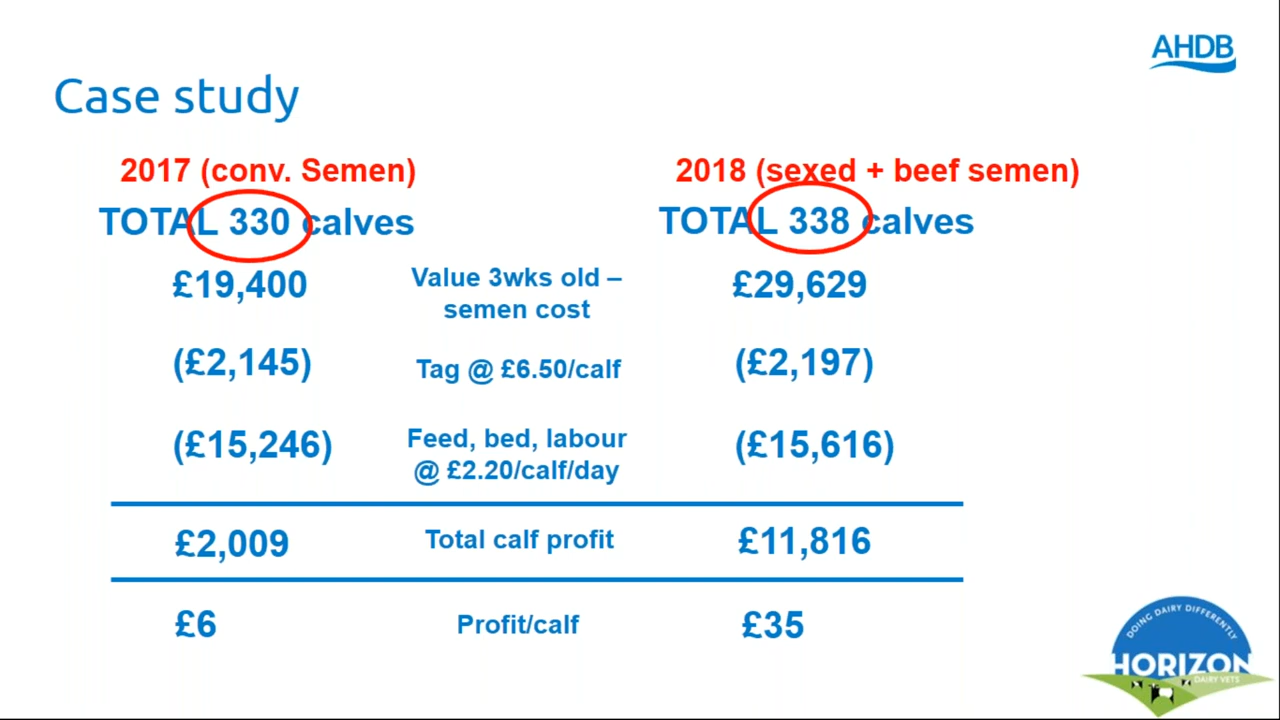 AHDB
Case study
2017 (conv. Semen)
2018 (sexed + beef semen)
TOTAL 330 calves
TOTAL 338 calves
£19,400
Value 3wks old –
semen cost
£29,629
(£2,145)
Tag @ £6.50/calf
(£2,197)
(£15,246)
Feed, bed, labour
@ £2.20/calf/day
(£15,616)
£2,009
Total calf profit
£11,816
£6
Profit/calf
£35
DOING DAIRY DIFFERENTLY
HORIZON
DAIRY VETS